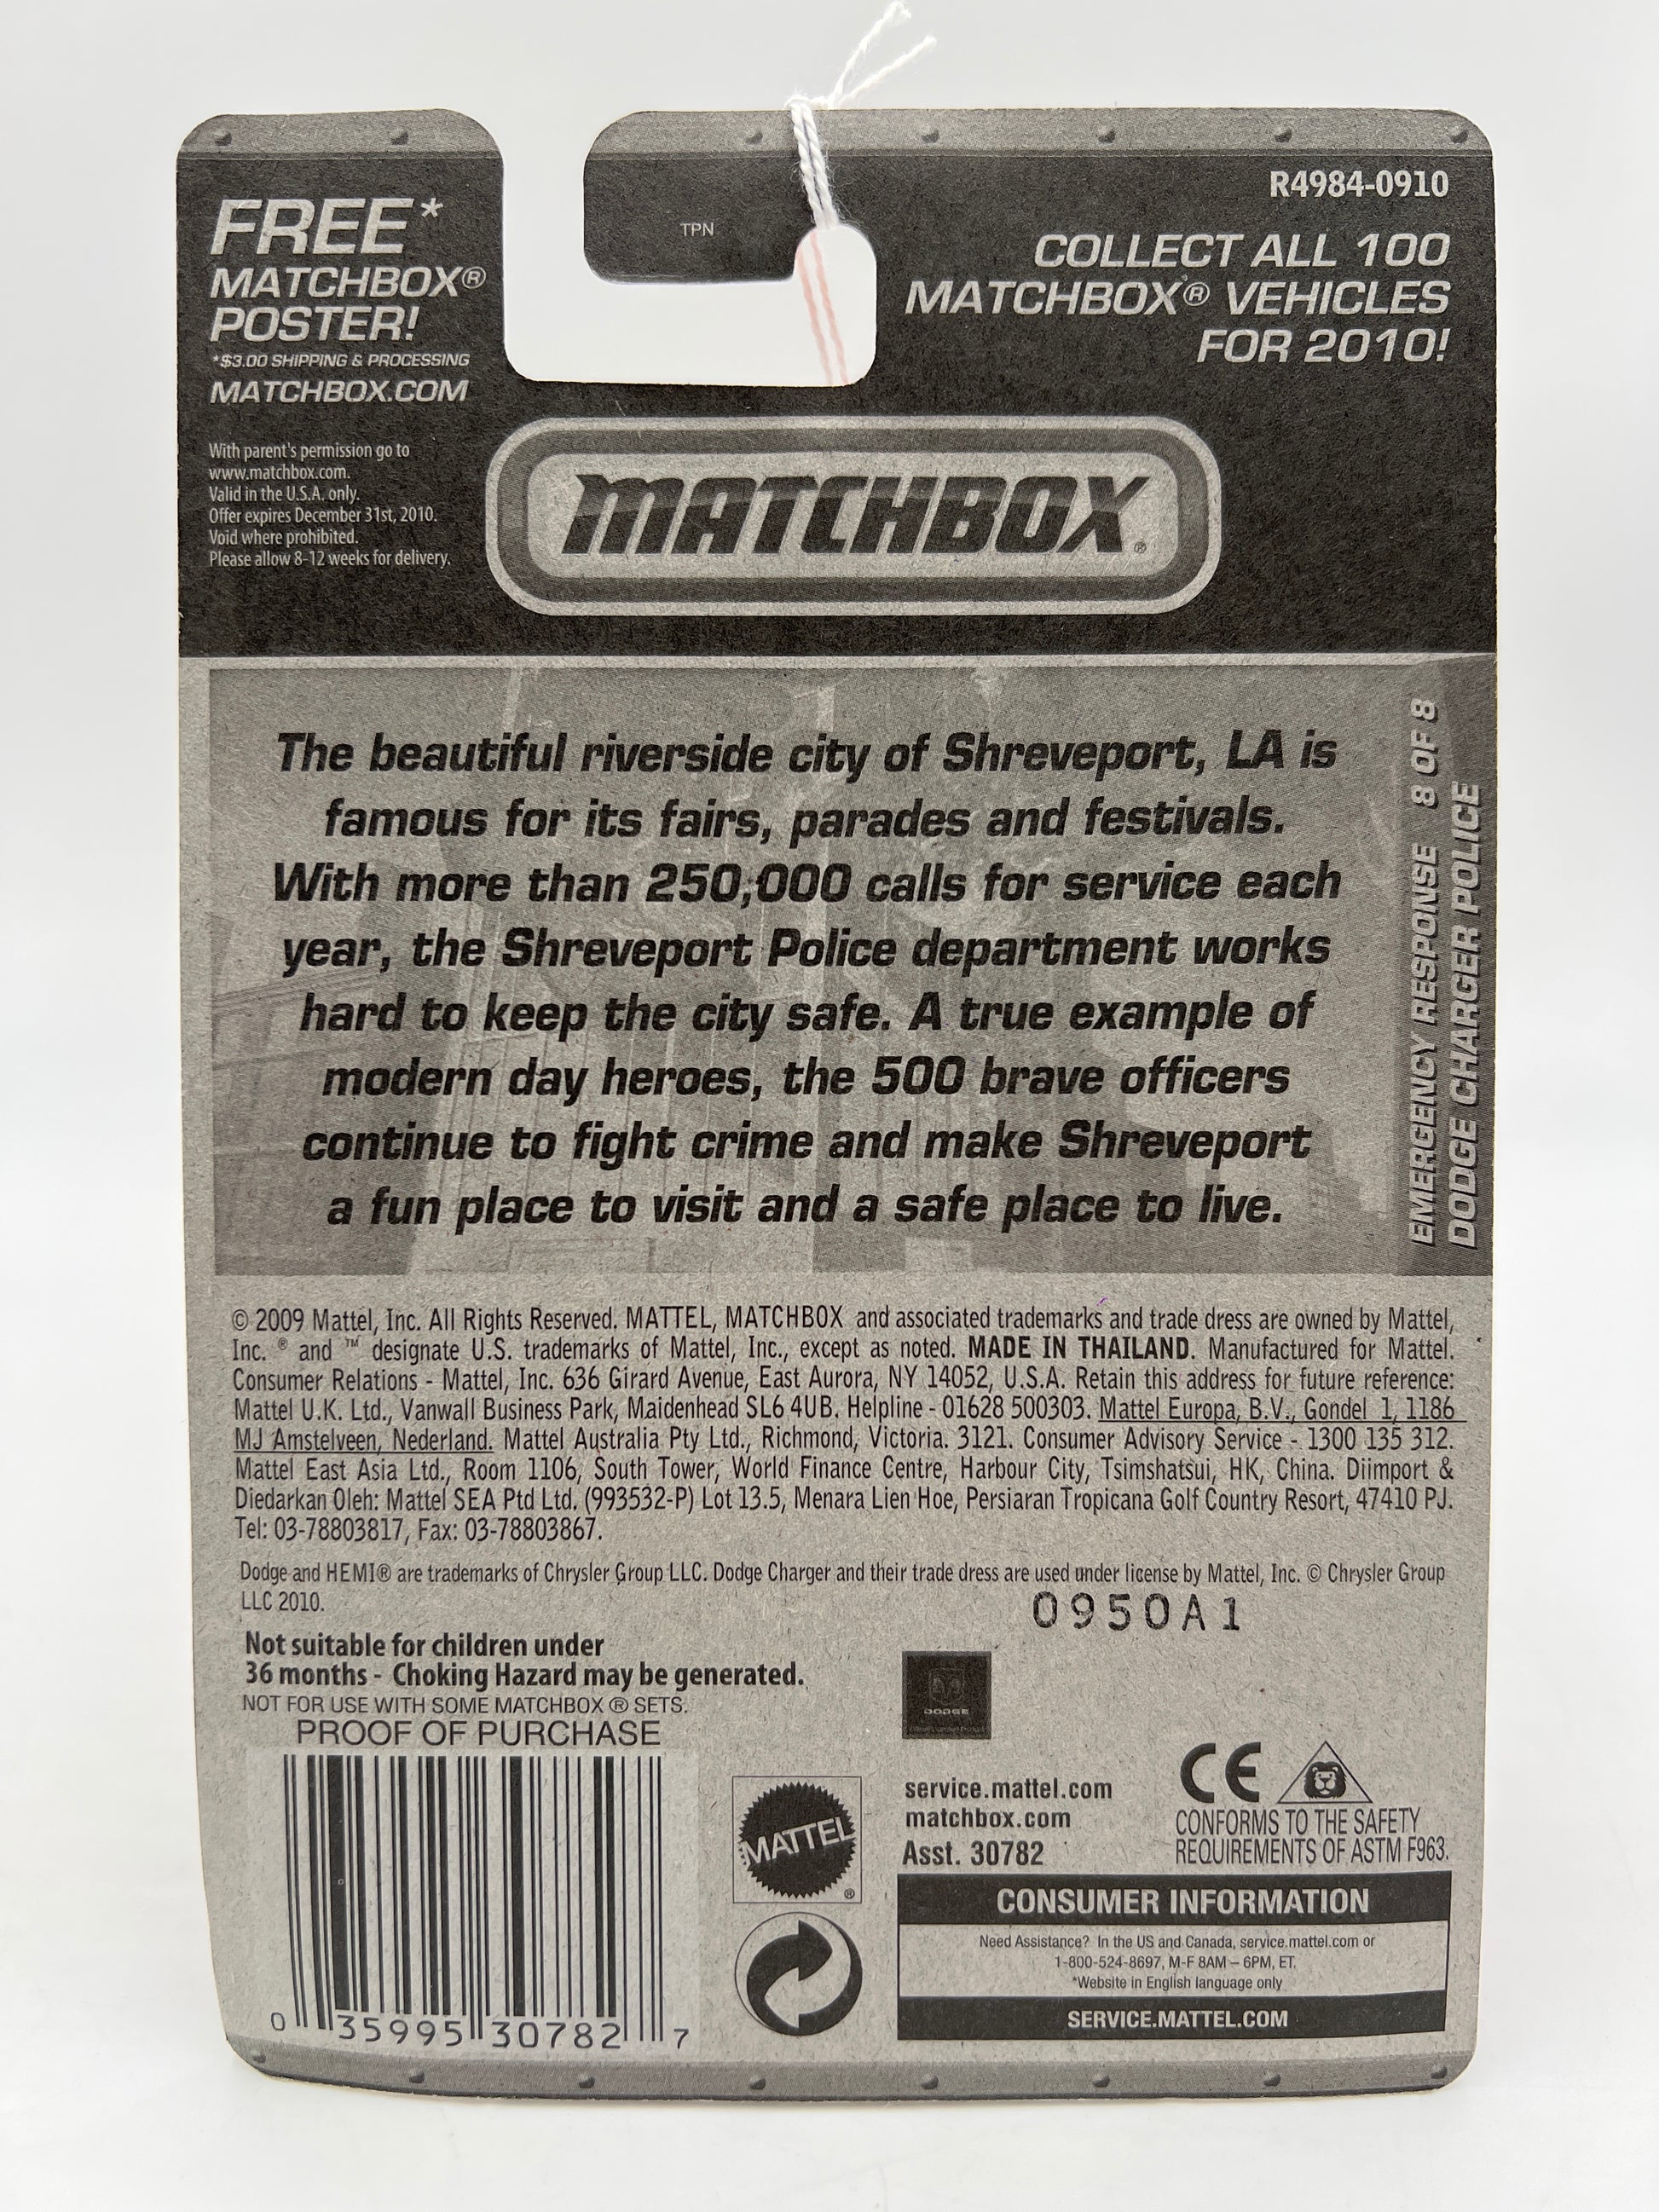 FREE*
MATCHBOX®
POSTER!
*$3.00 SHIPPING & PROCESSING
MATCHBOX.COM
With parent's permission go to
www.matchbox.com.
Valid in the U.S.A. only.
Offer expires December 31st, 2010.
Void where prohibited.
Please allow 8-12 weeks for delivery.
TPN
R4984-0910
COLLECT ALL 100
MATCHBOX® VEHICLES
FOR 2010!
MATCHBOX®
The beautiful riverside city of Shreveport, LA is
famous for its fairs, parades and festivals.
With more than 250,000 calls for service each
year, the Shreveport Police department works
hard to keep the city safe. A true example of
modern day heroes, the 500 brave officers
continue to fight crime and make Shreveport
a fun place to visit and a safe place to live.
EMERGENCY RESPONSE 8 OF 8
DODGE CHARGER POLICE
© 2009 Mattel, Inc. All Rights Reserved. MATTEL, MATCHBOX and associated trademarks and trade dress are owned by Mattel,
Inc. ® and ™ designate U.S. trademarks of Mattel, Inc., except as noted. MADE IN THAILAND. Manufactured for Mattel.
Consumer Relations - Mattel, Inc. 636 Girard Avenue, East Aurora, NY 14052, U.S.A. Retain this address for future reference:
Mattel U.K. Ltd., Vanwall Business Park, Maidenhead SL6 4UB. Helpline - 01628 500303. Mattel Europa, B.V., Gondel 1, 1186
MJ Amstelveen, Nederland. Mattel Australia Pty Ltd., Richmond, Victoria. 3121. Consumer Advisory Service - 1300 135 312.
Mattel East Asia Ltd., Room 1106, South Tower, World Finance Centre, Harbour City, Tsimshatsui, HK, China. Diimport &
Diedarkan Oleh: Mattel SEA Ptd Ltd. (993532-P) Lot 13.5, Menara Lien Hoe, Persiaran Tropicana Golf Country Resort, 47410 PJ.
Tel: 03-78803817, Fax: 03-78803867.
Dodge and HEMI® are trademarks of Chrysler Group LLC. Dodge Charger and their trade dress are used under license by Mattel, Inc. © Chrysler Group
LLC 2010.
0950A1
Not suitable for children under
36 months - Choking Hazard may be generated.
NOT FOR USE WITH SOME MATCHBOX ® SETS.
PROOF OF PURCHASE
0 35995 30782 7
MATTEL®
DODGE
service.mattel.com
matchbox.com
Asst. 30782
CE
CONFORMS TO THE SAFETY
REQUIREMENTS OF ASTM F963.
CONSUMER INFORMATION
Need Assistance? In the US and Canada, service.mattel.com or
1-800-524-8697, M-F 8AM – 6PM, ET.
*Website in English language only
SERVICE.MATTEL.COM